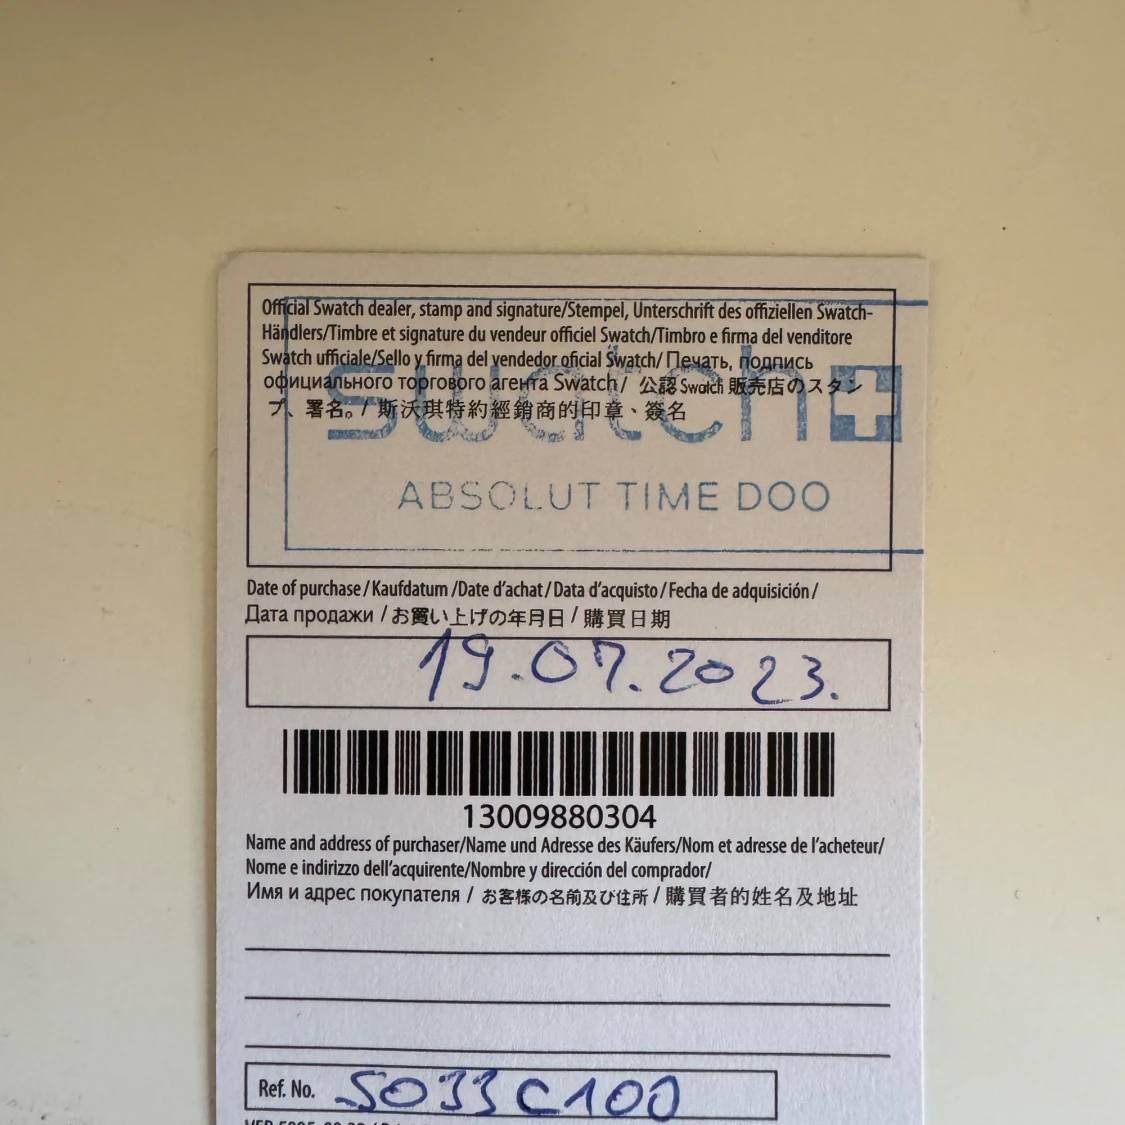 Official Swatch dealer, stamp and signature/Stempel, Unterschrift des offiziellen Swatch-
Händlers/Timbre et signature du vendeur officiel Swatch/Timbro e firma del venditore
Swatch ufficiale/Sello y firma del vendedor oficial Swatch/ Печать, подпись
официального торгового агента Swatch/ 公認 Swatch 販売店のスタン
プ、署名。/ 斯沃琪特約經銷商的印章、簽名
swatch
ABSOLUT TIME DOO
Date of purchase/Kaufdatum/Date d'achat/Data d'acquisto/Fecha de adquisición/
Дата продажи / お買い上げの年月日 / 購買日期
19.07.2023.
13009880304
Name and address of purchaser/Name und Adresse des Käufers/Nom et adresse de l'acheteur/
Nome e indirizzo dell'acquirente/Nombre y dirección del comprador/
Имя и адрес покупателя / お客様の名前及び住所 / 購買者的姓名及地址
Ref. No. SO33C100